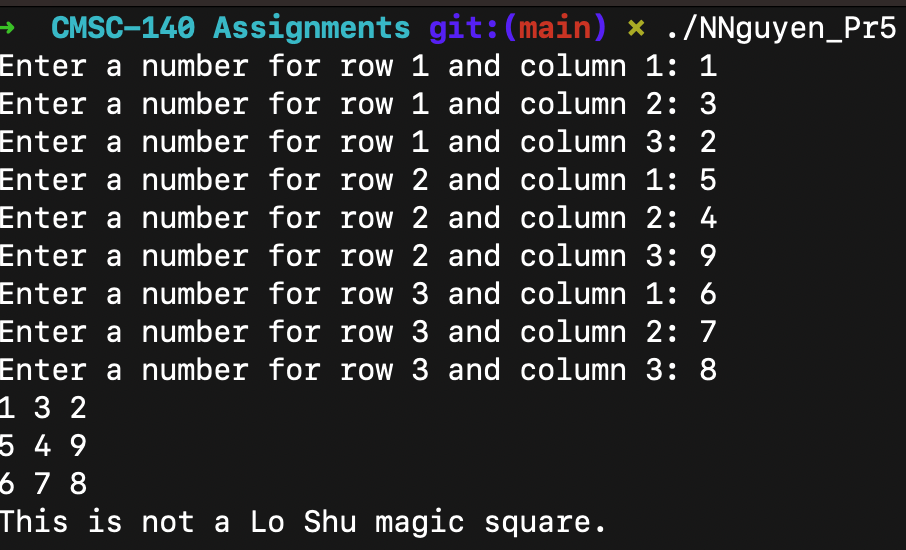 → CMSC-140 Assignments git:(main) × ./NNguyen_Pr5
Enter a number for row 1 and column 1: 1
Enter a number for row 1 and column 2: 3
Enter a number for row 1 and column 3: 2
Enter a number for row 2 and column 1: 5
Enter a number for row 2 and column 2: 4
Enter a number for row 2 and column 3: 9
Enter a number for row 3 and column 1: 6
Enter a number for row 3 and column 2: 7
Enter a number for row 3 and column 3: 8
1 3 2
5 4 9
6 7 8
This is not a Lo Shu magic square.